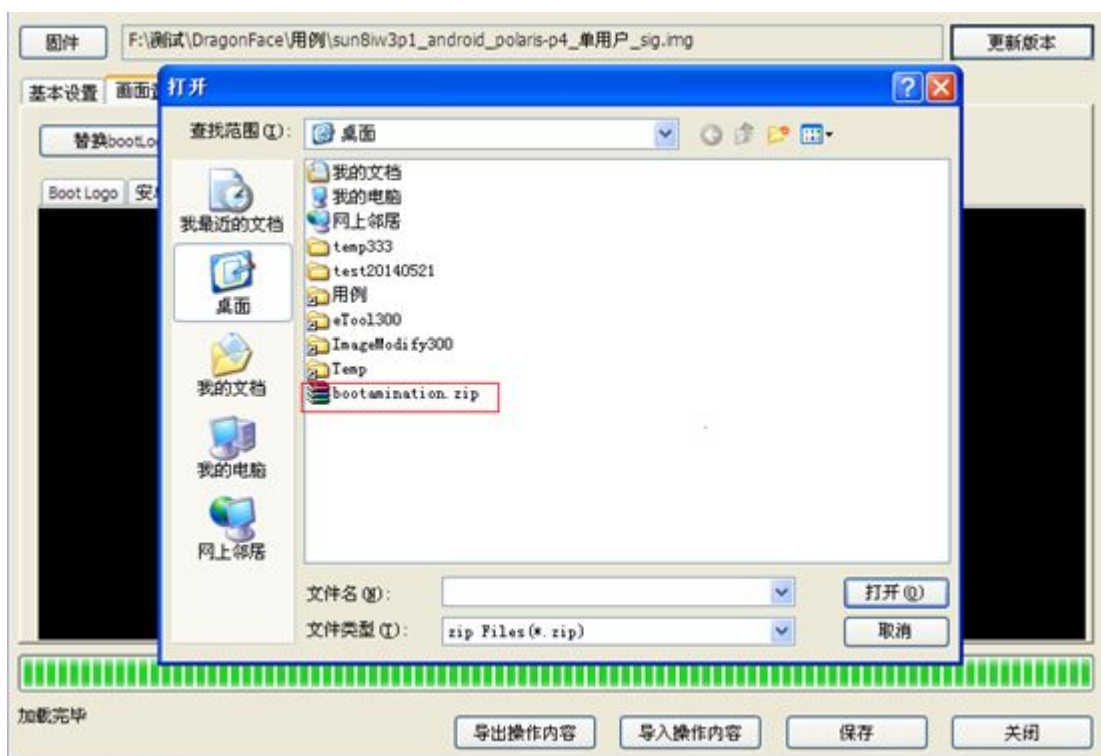 固件 F:\测试\DragonFace\用例\sun8iw3p1_android_polaris-p4_单用户_sig.img 更新版本
基本设置 画面
打开
替换bootLo
查找范围(I): 桌面
Boot Logo 安
我最近的文档
桌面
我的文档
我的电脑
网上邻居
我的文档
我的电脑
网上邻居
temp333
test20140521
用例
eTool300
ImageModify300
Temp
bootamination.zip
文件名(N): 打开(O)
文件类型(T): zip Files(*.zip) 取消
加载完毕
导出操作内容 导入操作内容 保存 关闭